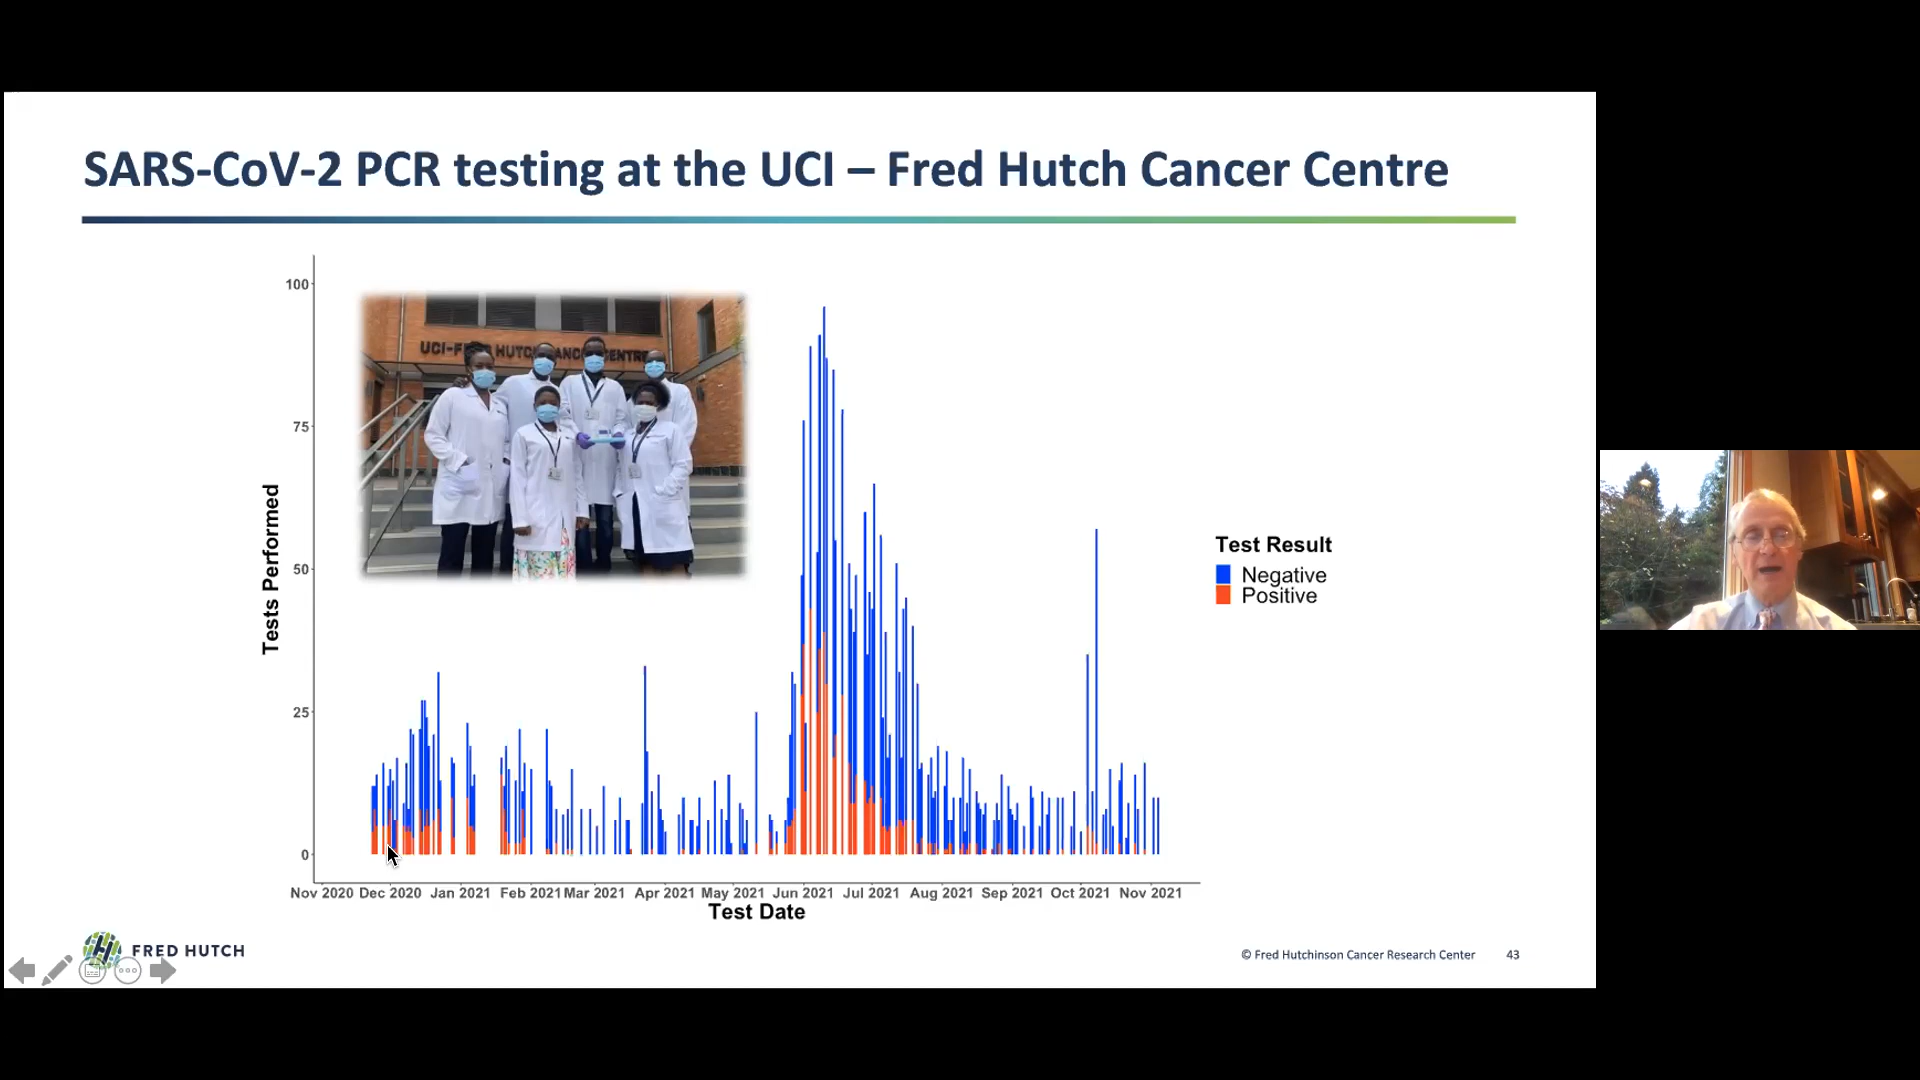 SARS-CoV-2 PCR testing at the UCI – Fred Hutch Cancer Centre
100
75
50
25
0
Tests Performed
UCI-F HUTCH CANCER CENTRE
Test Result
Negative
Positive
Nov 2020 Dec 2020 Jan 2021 Feb 2021 Mar 2021 Apr 2021 May 2021 Jun 2021 Jul 2021 Aug 2021 Sep 2021 Oct 2021 Nov 2021
Test Date
FRED HUTCH
© Fred Hutchinson Cancer Research Center 43